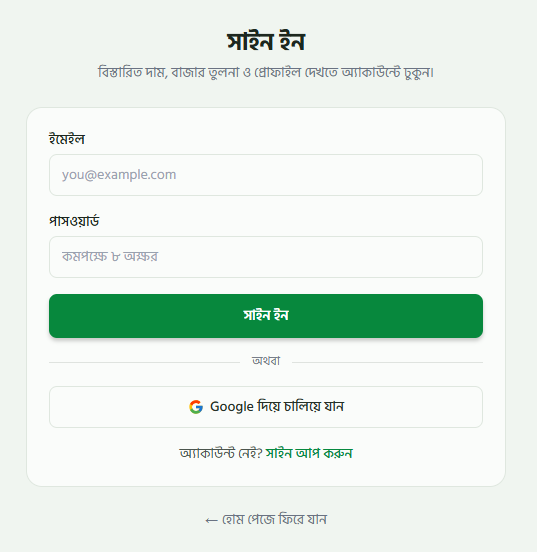 সাইন ইন
বিস্তারিত দাম, বাজার তুলনা ও প্রোফাইল দেখতে অ্যাকাউন্টে ঢুকুন।
ইমেইল
you@example.com
পাসওয়ার্ড
কমপক্ষে ৮ অক্ষর
সাইন ইন
অথবা
Google দিয়ে চালিয়ে যান
অ্যাকাউন্ট নেই? সাইন আপ করুন
← হোম পেজে ফিরে যান